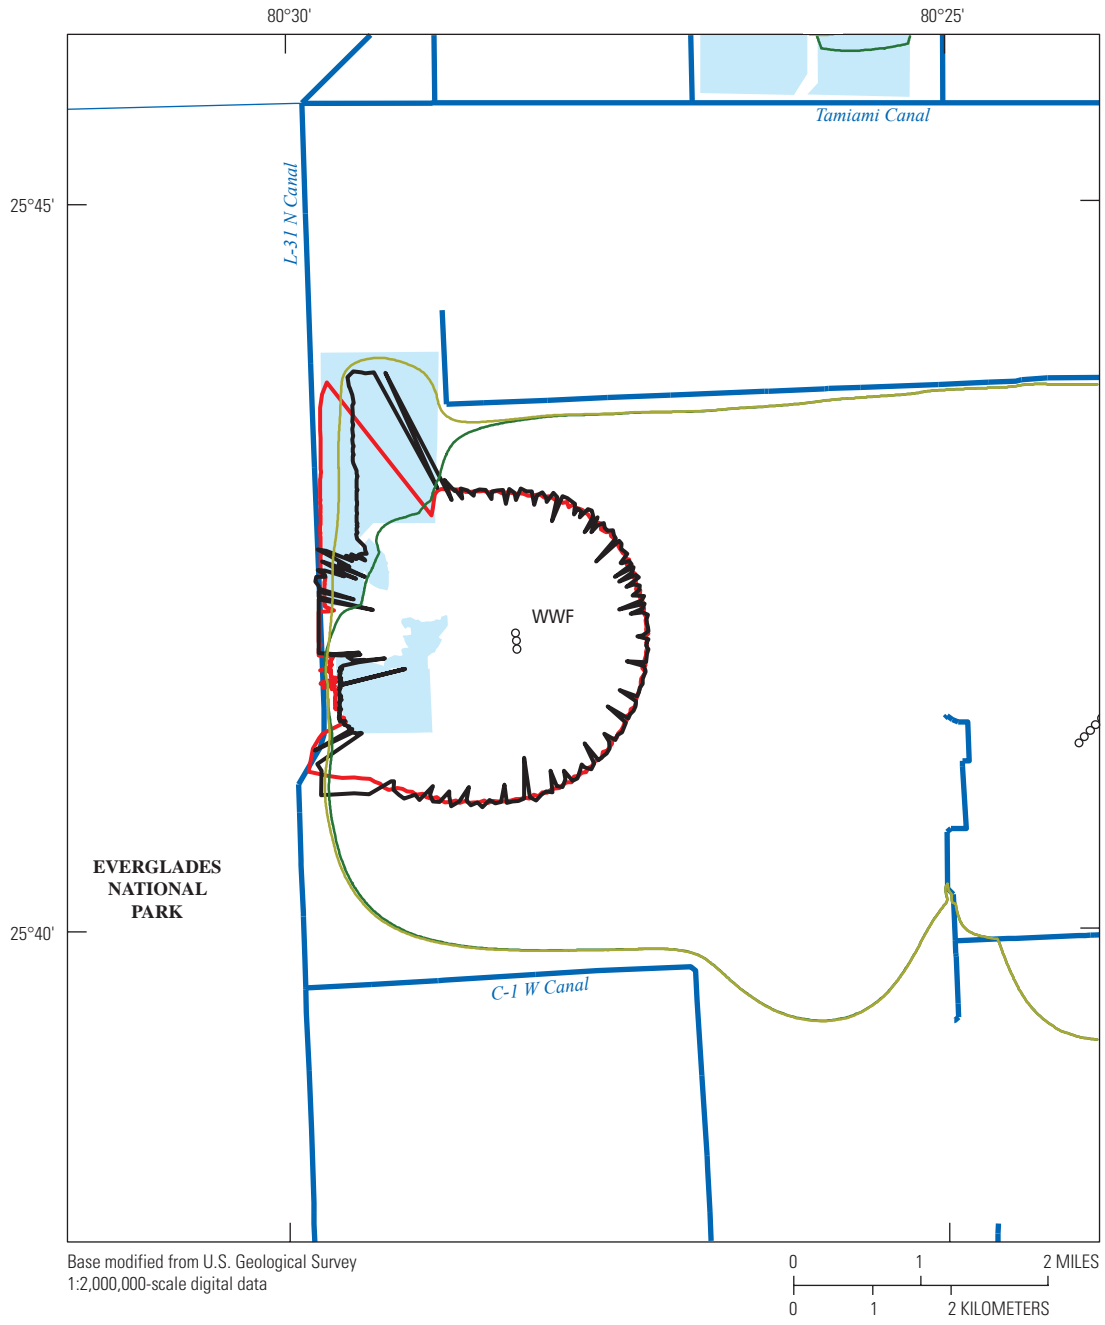 80°30'
80°25'
Tamiami Canal
L-31 N Canal
25°45'
WWF
EVERGLADES
NATIONAL
PARK
25°40'
C-1 W Canal
Base modified from U.S. Geological Survey
1:2,000,000-scale digital data
0 1 2 MILES
0 1 2 KILOMETERS